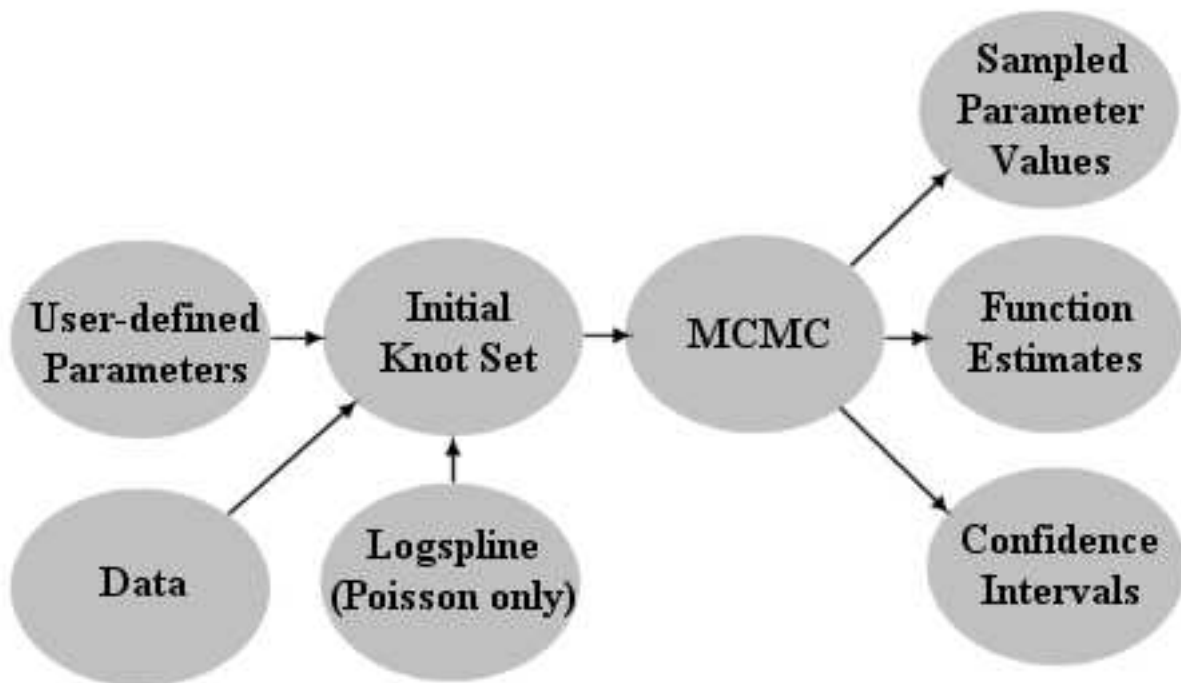 Sampled
Parameter
Values
User-defined
Parameters
Initial
Knot Set
MCMC
Function
Estimates
Data
Logspline
(Poisson only)
Confidence
Intervals